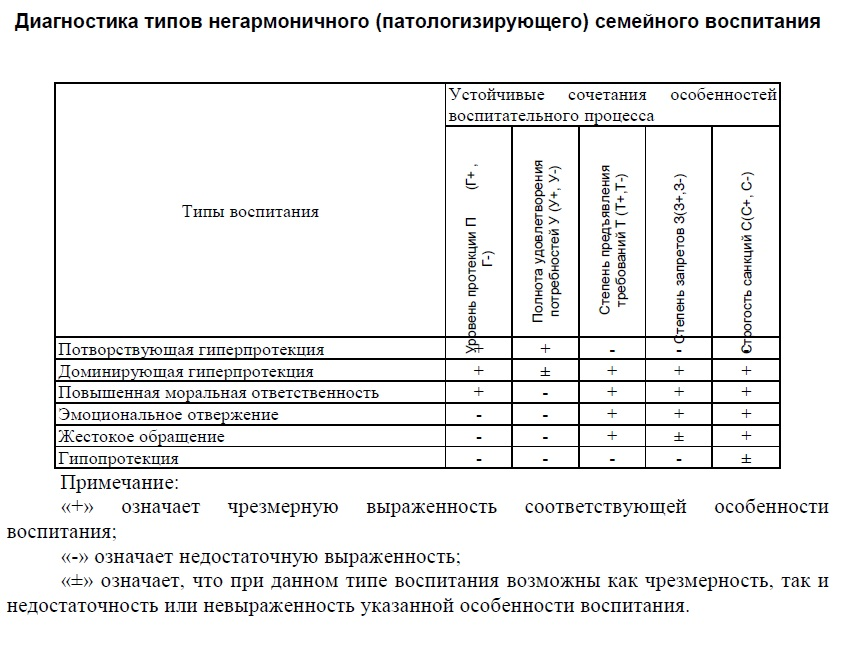 Диагностика типов негармоничного (патологизирующего) семейного воспитания
Типы воспитания
Устойчивые сочетания особенностей
воспитательного процесса
Уровень протекции П (Г+ ,
Г-)
Полнота удовлетворения
потребностей У (У+, У-)
Степень предъявления
требований Т (Т+,Т-)
Степень запретов З(З+,З-)
Строгость санкций С(С+, С-)
Потворствующая гиперпротекция + + - -
Доминирующая гиперпротекция + ± + + +
Повышенная моральная ответственность + - + + +
Эмоциональное отвержение - - + + +
Жестокое обращение - - + ± +
Гипопротекция - - - - ±
Примечание:
«+» означает чрезмерную выраженность соответствующей особенности
воспитания;
«-» означает недостаточную выраженность;
«±» означает, что при данном типе воспитания возможны как чрезмерность, так и
недостаточность или невыраженность указанной особенности воспитания.